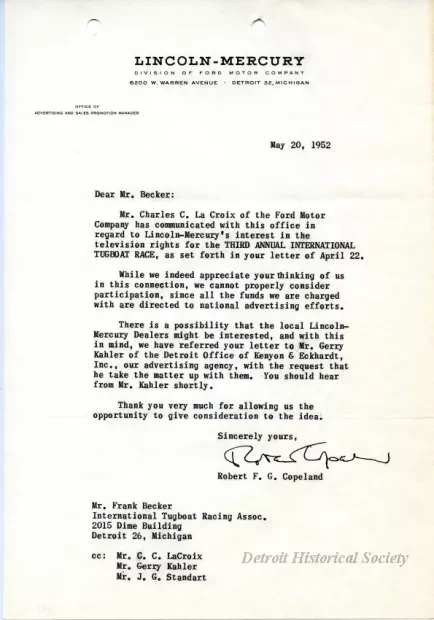 LINCOLN-MERCURY
DIVISION OF FORD MOTOR COMPANY
6200 W. WARREN AVENUE · DETROIT 32, MICHIGAN
OFFICE OF
ADVERTISING AND SALES PROMOTION MANAGER
May 20, 1952
Dear Mr. Becker:
Mr. Charles C. La Croix of the Ford Motor
Company has communicated with this office in
regard to Lincoln-Mercury's interest in the
television rights for the THIRD ANNUAL INTERNATIONAL
TUGBOAT RACE, as set forth in your letter of April 22.
While we indeed appreciate your thinking of us
in this connection, we cannot properly consider
participation, since all the funds we are charged
with are directed to national advertising efforts.
There is a possibility that the local Lincoln-
Mercury Dealers might be interested, and with this
in mind, we have referred your letter to Mr. Gerry
Kahler of the Detroit Office of Kenyon & Eckhardt,
Inc., our advertising agency, with the request that
he take the matter up with them. You should hear
from Mr. Kahler shortly.
Thank you very much for allowing us the
opportunity to give consideration to the idea.
Sincerely yours,
Robert F. G. Copeland
Mr. Frank Becker
International Tugboat Racing Assoc.
2015 Dime Building
Detroit 26, Michigan
cc: Mr. C. C. LaCroix
Mr. Gerry Kahler
Mr. J. G. Standart
Detroit Historical Society